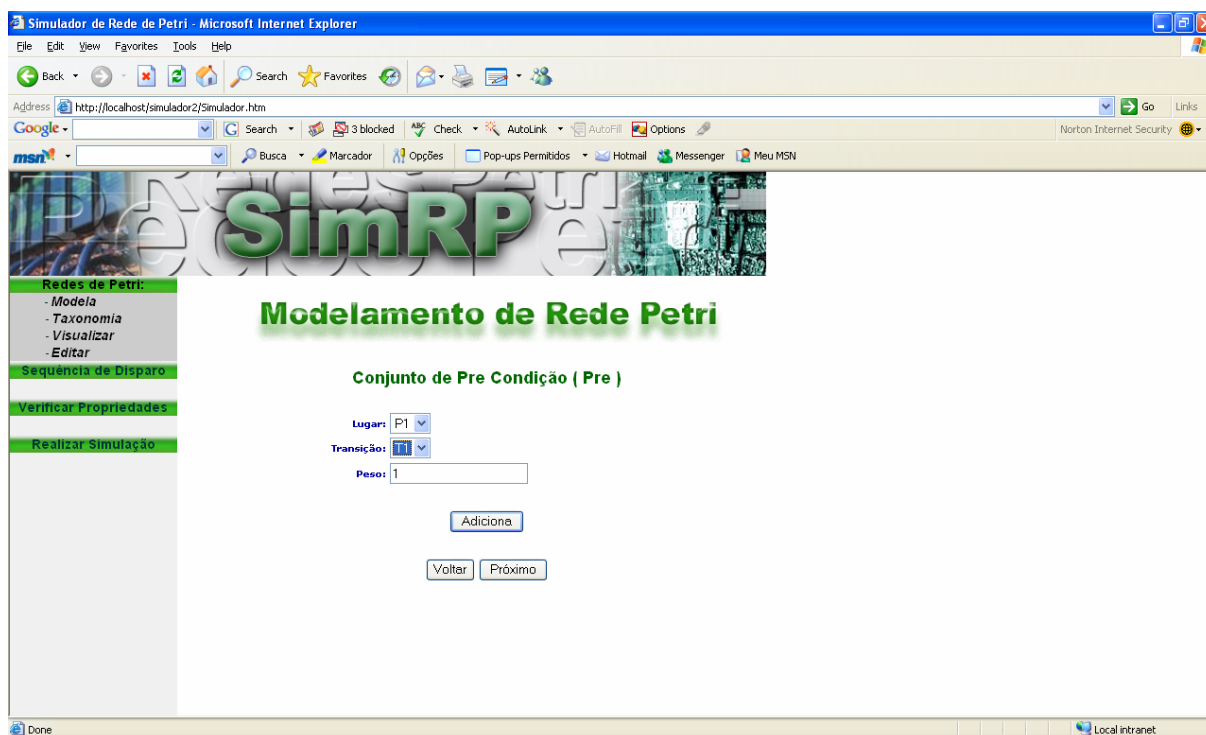 Simulador de Rede de Petri - Microsoft Internet Explorer
File Edit View Favorites Tools Help
Back Search Favorites
Address http://localhost/simulador2/Simulador.htm Go Links
Google Search 3 blocked ABC Check AutoLink AutoFill Options Norton Internet Security
msn Busca Marcador Opções Pop-ups Permitidos Hotmail Messenger Meu MSN
SimRP
Redes de Petri:
- Modela
- Taxonomia
- Visualizar
- Editar
Sequência de Disparo
Verificar Propriedades
Realizar Simulação
Modelamento de Rede Petri
Conjunto de Pre Condição ( Pre )
Lugar: P1
Transição: T1
Peso: 1
Adiciona
Voltar Próximo
Done Local intranet